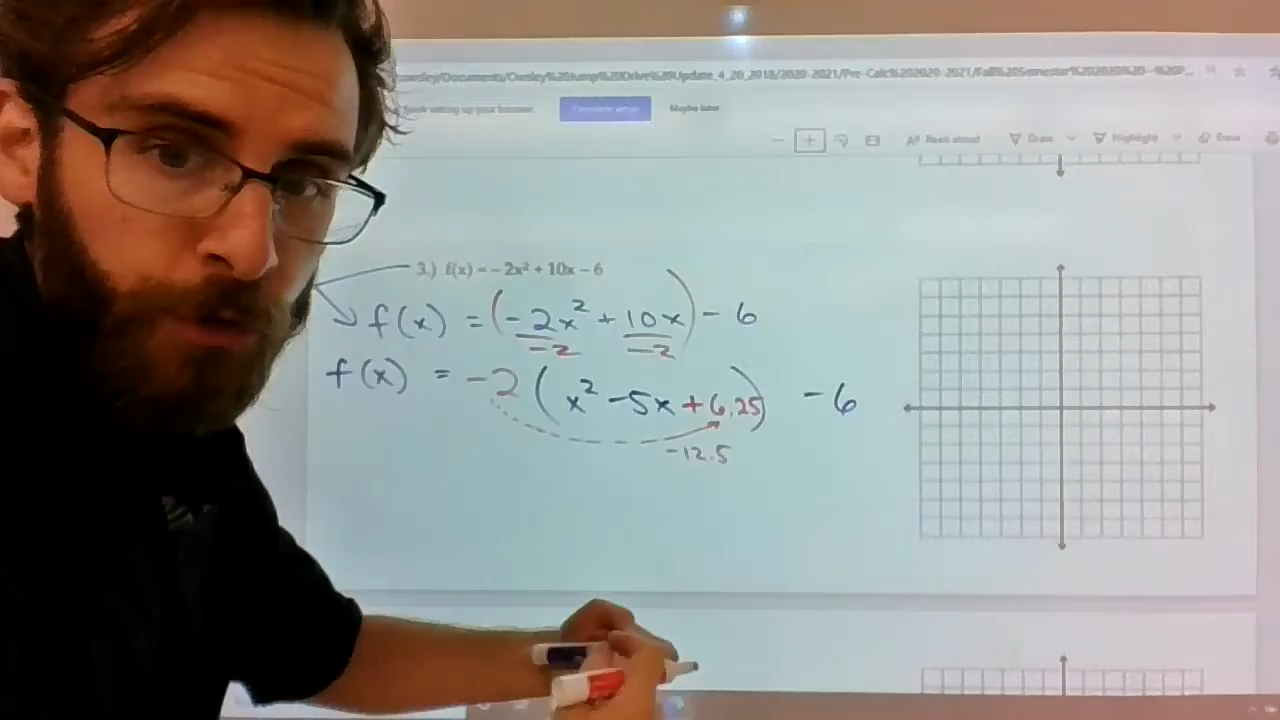 Maybe later
Read aloud
Draw
Highlight
Erase
3.) f(x) = – 2x² + 10x – 6
f(x) = (-2x² + 10x) - 6
-2 -2
f(x) = -2 (x² - 5x + 6.25) - 6
-12.5